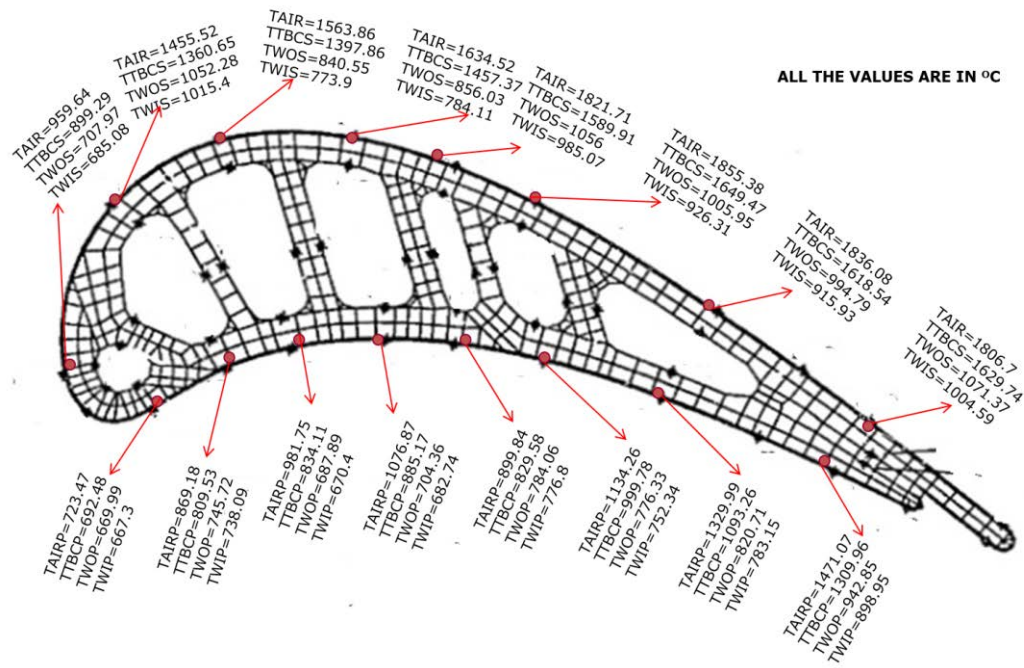 TAIR=1563.86
TTBCS=1397.86
TWOS=840.55
TWIS=773.9
TAIR=1455.52
TTBCS=1360.65
TWOS=1052.28
TWIS=1015.4
TAIR=1634.52
TTBCS=1457.37
TWOS=856.03
TWIS=784.11
TAIR=1821.71
TTBCS=1589.91
TWOS=1056
TWIS=985.07
ALL THE VALUES ARE IN ºC
TAIR=959.64
TTBCS=899.29
TWOS=707.97
TWIS=685.08
TAIR=1855.38
TTBCS=1649.47
TWOS=1005.95
TWIS=926.31
TAIR=1836.08
TTBCS=1618.54
TWOS=994.79
TWIS=915.93
TAIR=1806.7
TTBCS=1629.74
TWOS=1071.37
TWIS=1004.59
TAIRP=723.47
TTBCP=692.48
TWOP=669.99
TWIP=667.3
TAIRP=869.18
TTBCP=809.53
TWOP=745.72
TWIP=738.09
TAIRP=981.75
TTBCP=834.11
TWOP=687.89
TWIP=670.4
TAIRP=1076.87
TTBCP=885.17
TWOP=704.36
TWIP=682.74
TAIRP=899.84
TTBCP=829.58
TWOP=784.06
TWIP=776.8
TAIRP=1134.26
TTBCP=999.78
TWOP=776.33
TWIP=752.34
TAIRP=1329.99
TTBCP=1093.26
TWOP=820.71
TWIP=783.15
TAIRP=1471.07
TTBCP=1309.96
TWOP=942.85
TWIP=898.95